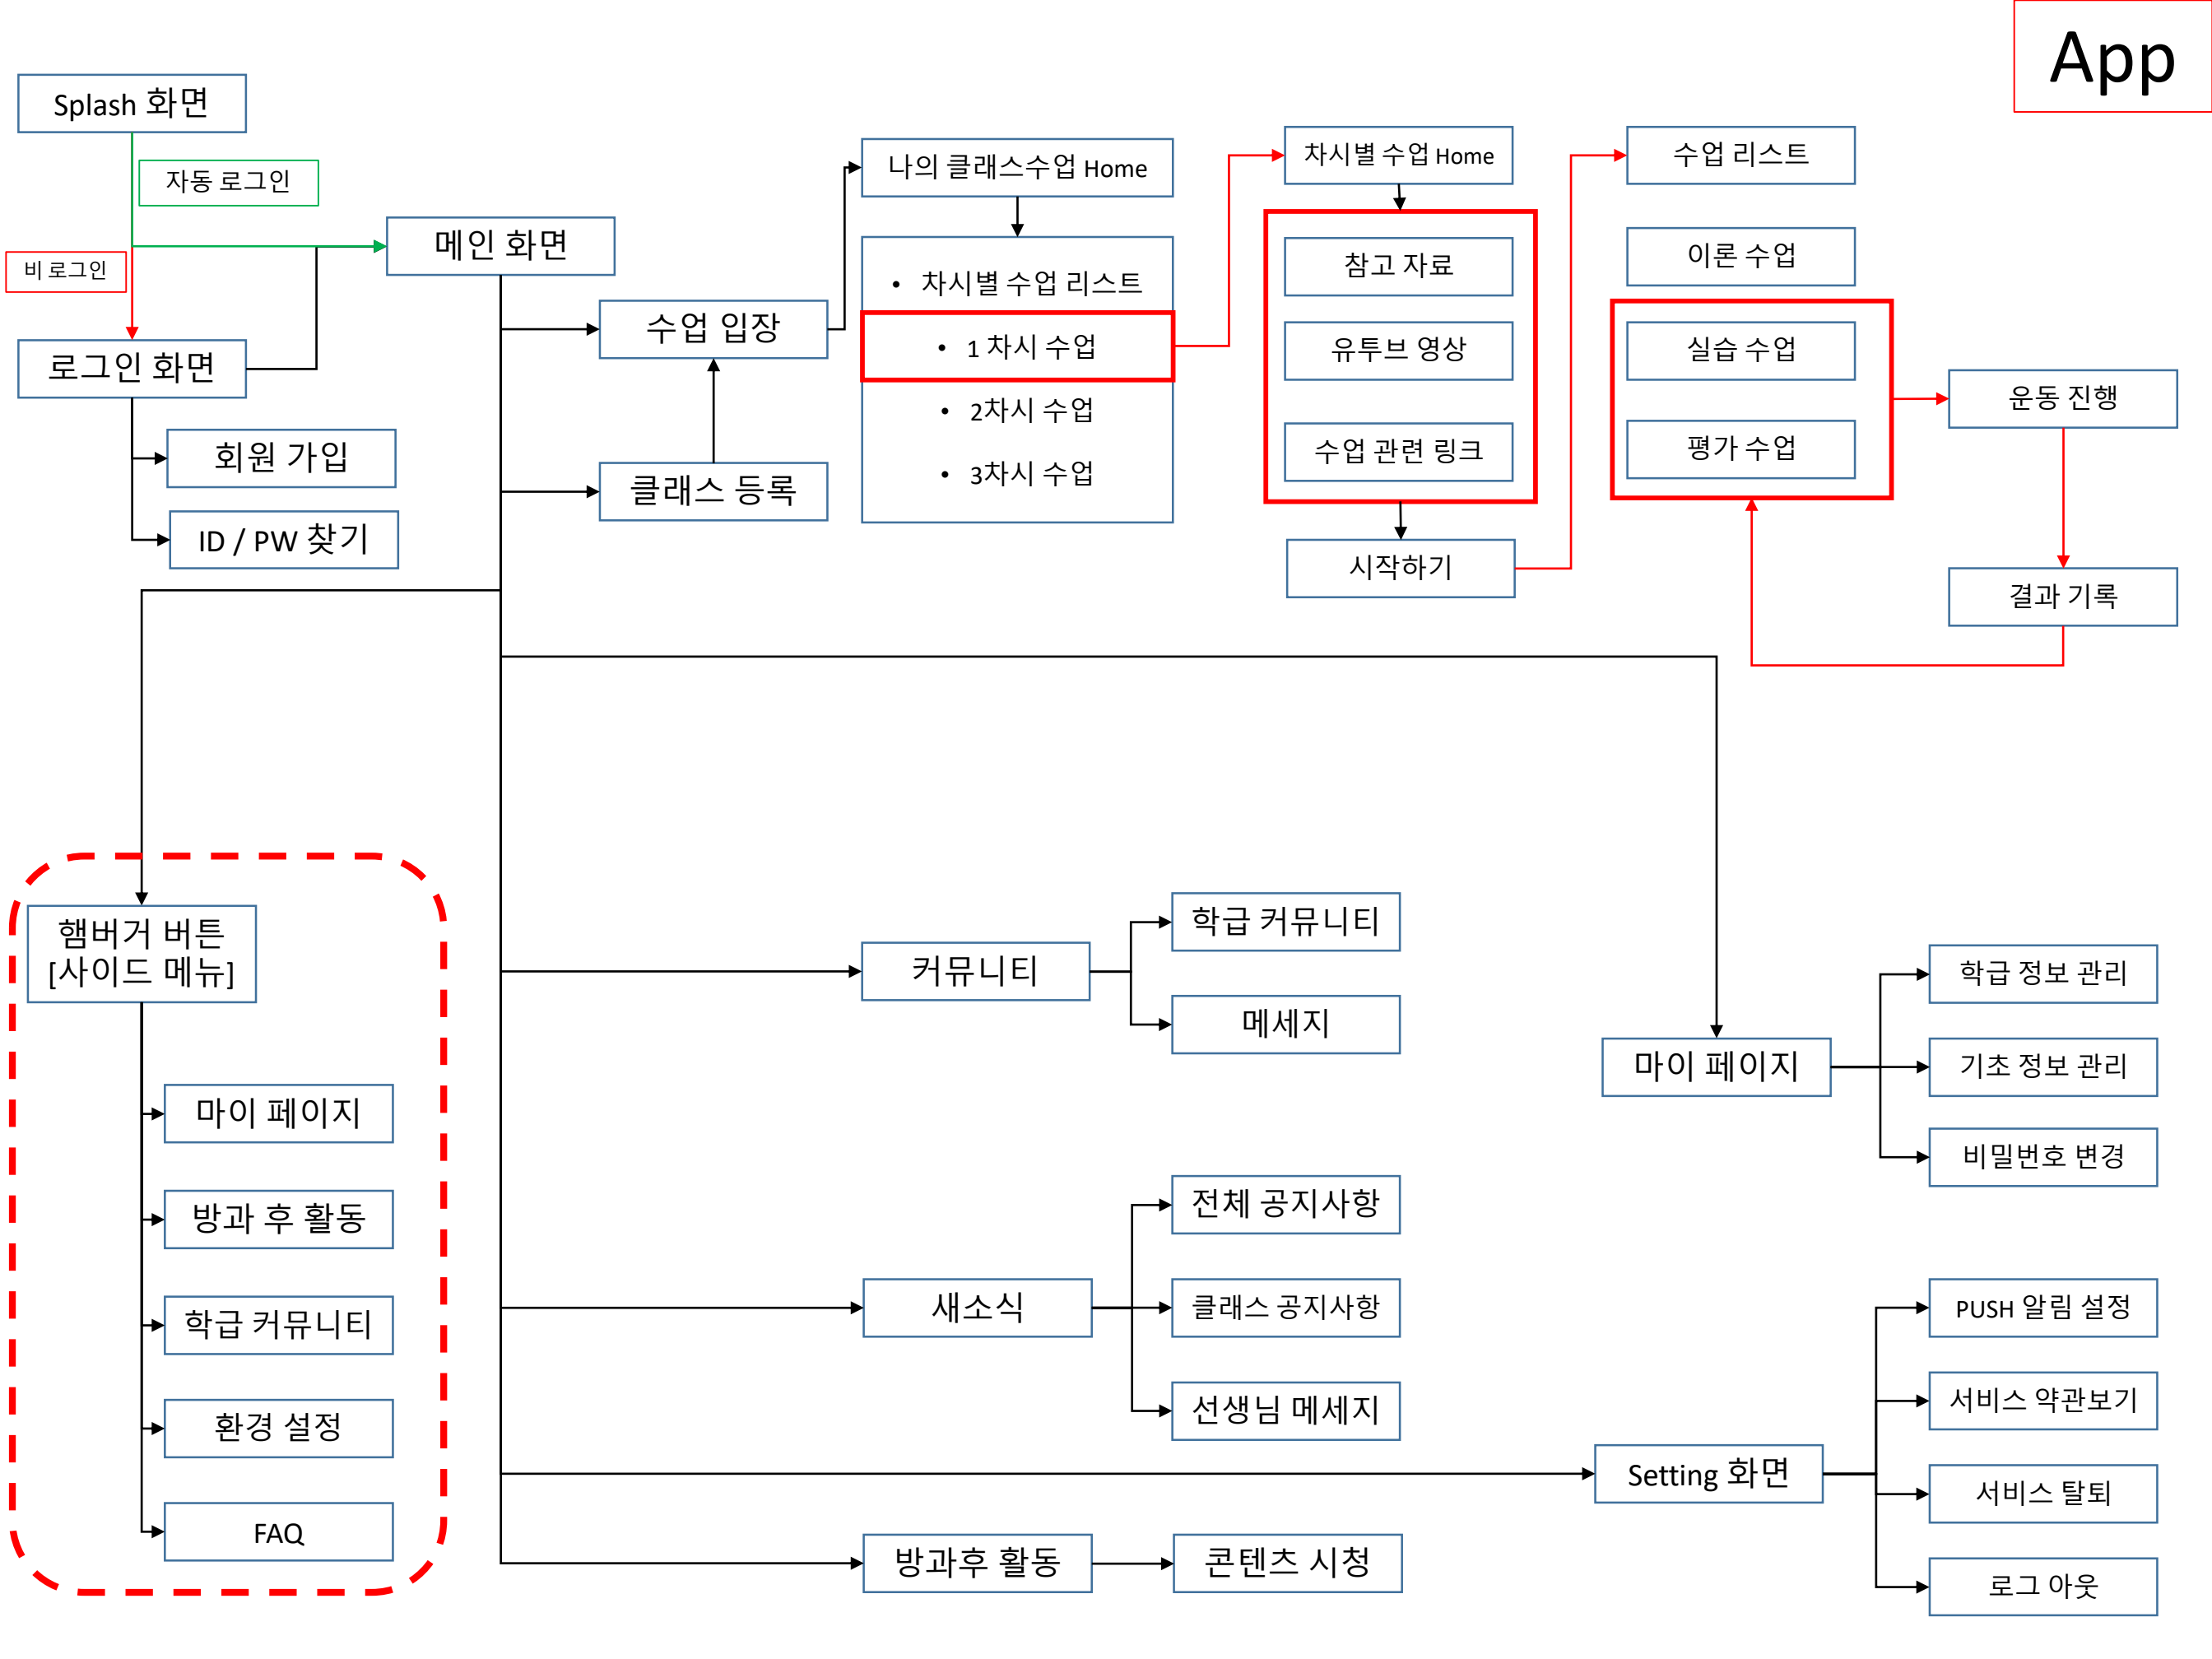 App
Splash 화면
자동 로그인
비 로그인
로그인 화면
회원 가입
ID / PW 찾기
메인 화면
수업 입장
클래스 등록
나의 클래스수업 Home
• 차시별 수업 리스트
• 1 차시 수업
• 2차시 수업
• 3차시 수업
차시별 수업 Home
참고 자료
유투브 영상
수업 관련 링크
시작하기
수업 리스트
이론 수업
실습 수업
평가 수업
운동 진행
결과 기록
햄버거 버튼
[사이드 메뉴]
마이 페이지
방과 후 활동
학급 커뮤니티
환경 설정
FAQ
커뮤니티
학급 커뮤니티
메세지
새소식
전체 공지사항
클래스 공지사항
선생님 메세지
방과후 활동
콘텐츠 시청
마이 페이지
학급 정보 관리
기초 정보 관리
비밀번호 변경
Setting 화면
PUSH 알림 설정
서비스 약관보기
서비스 탈퇴
로그 아웃